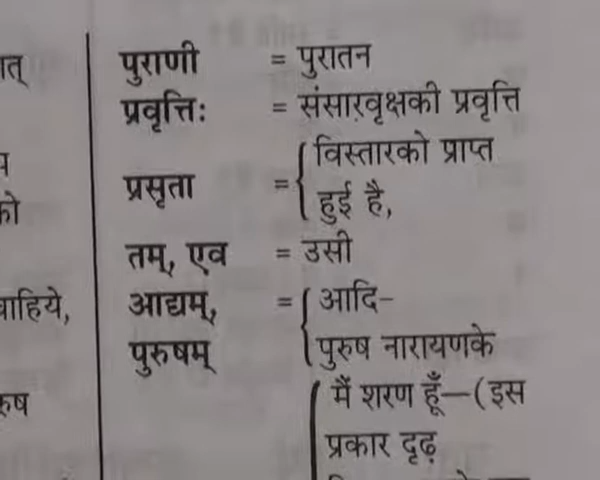 पुराणी = पुरातन
प्रवृत्तिः = संसारवृक्षकी प्रवृत्ति
प्रसृता = { विस्तारको प्राप्त
हुई है,
तम्, एव = उसी
आद्यम्, = { आदि-
पुरुषम् पुरुष नारायणके
मैं शरण हूँ—(इस
प्रकार दृढ़
वाहिये,